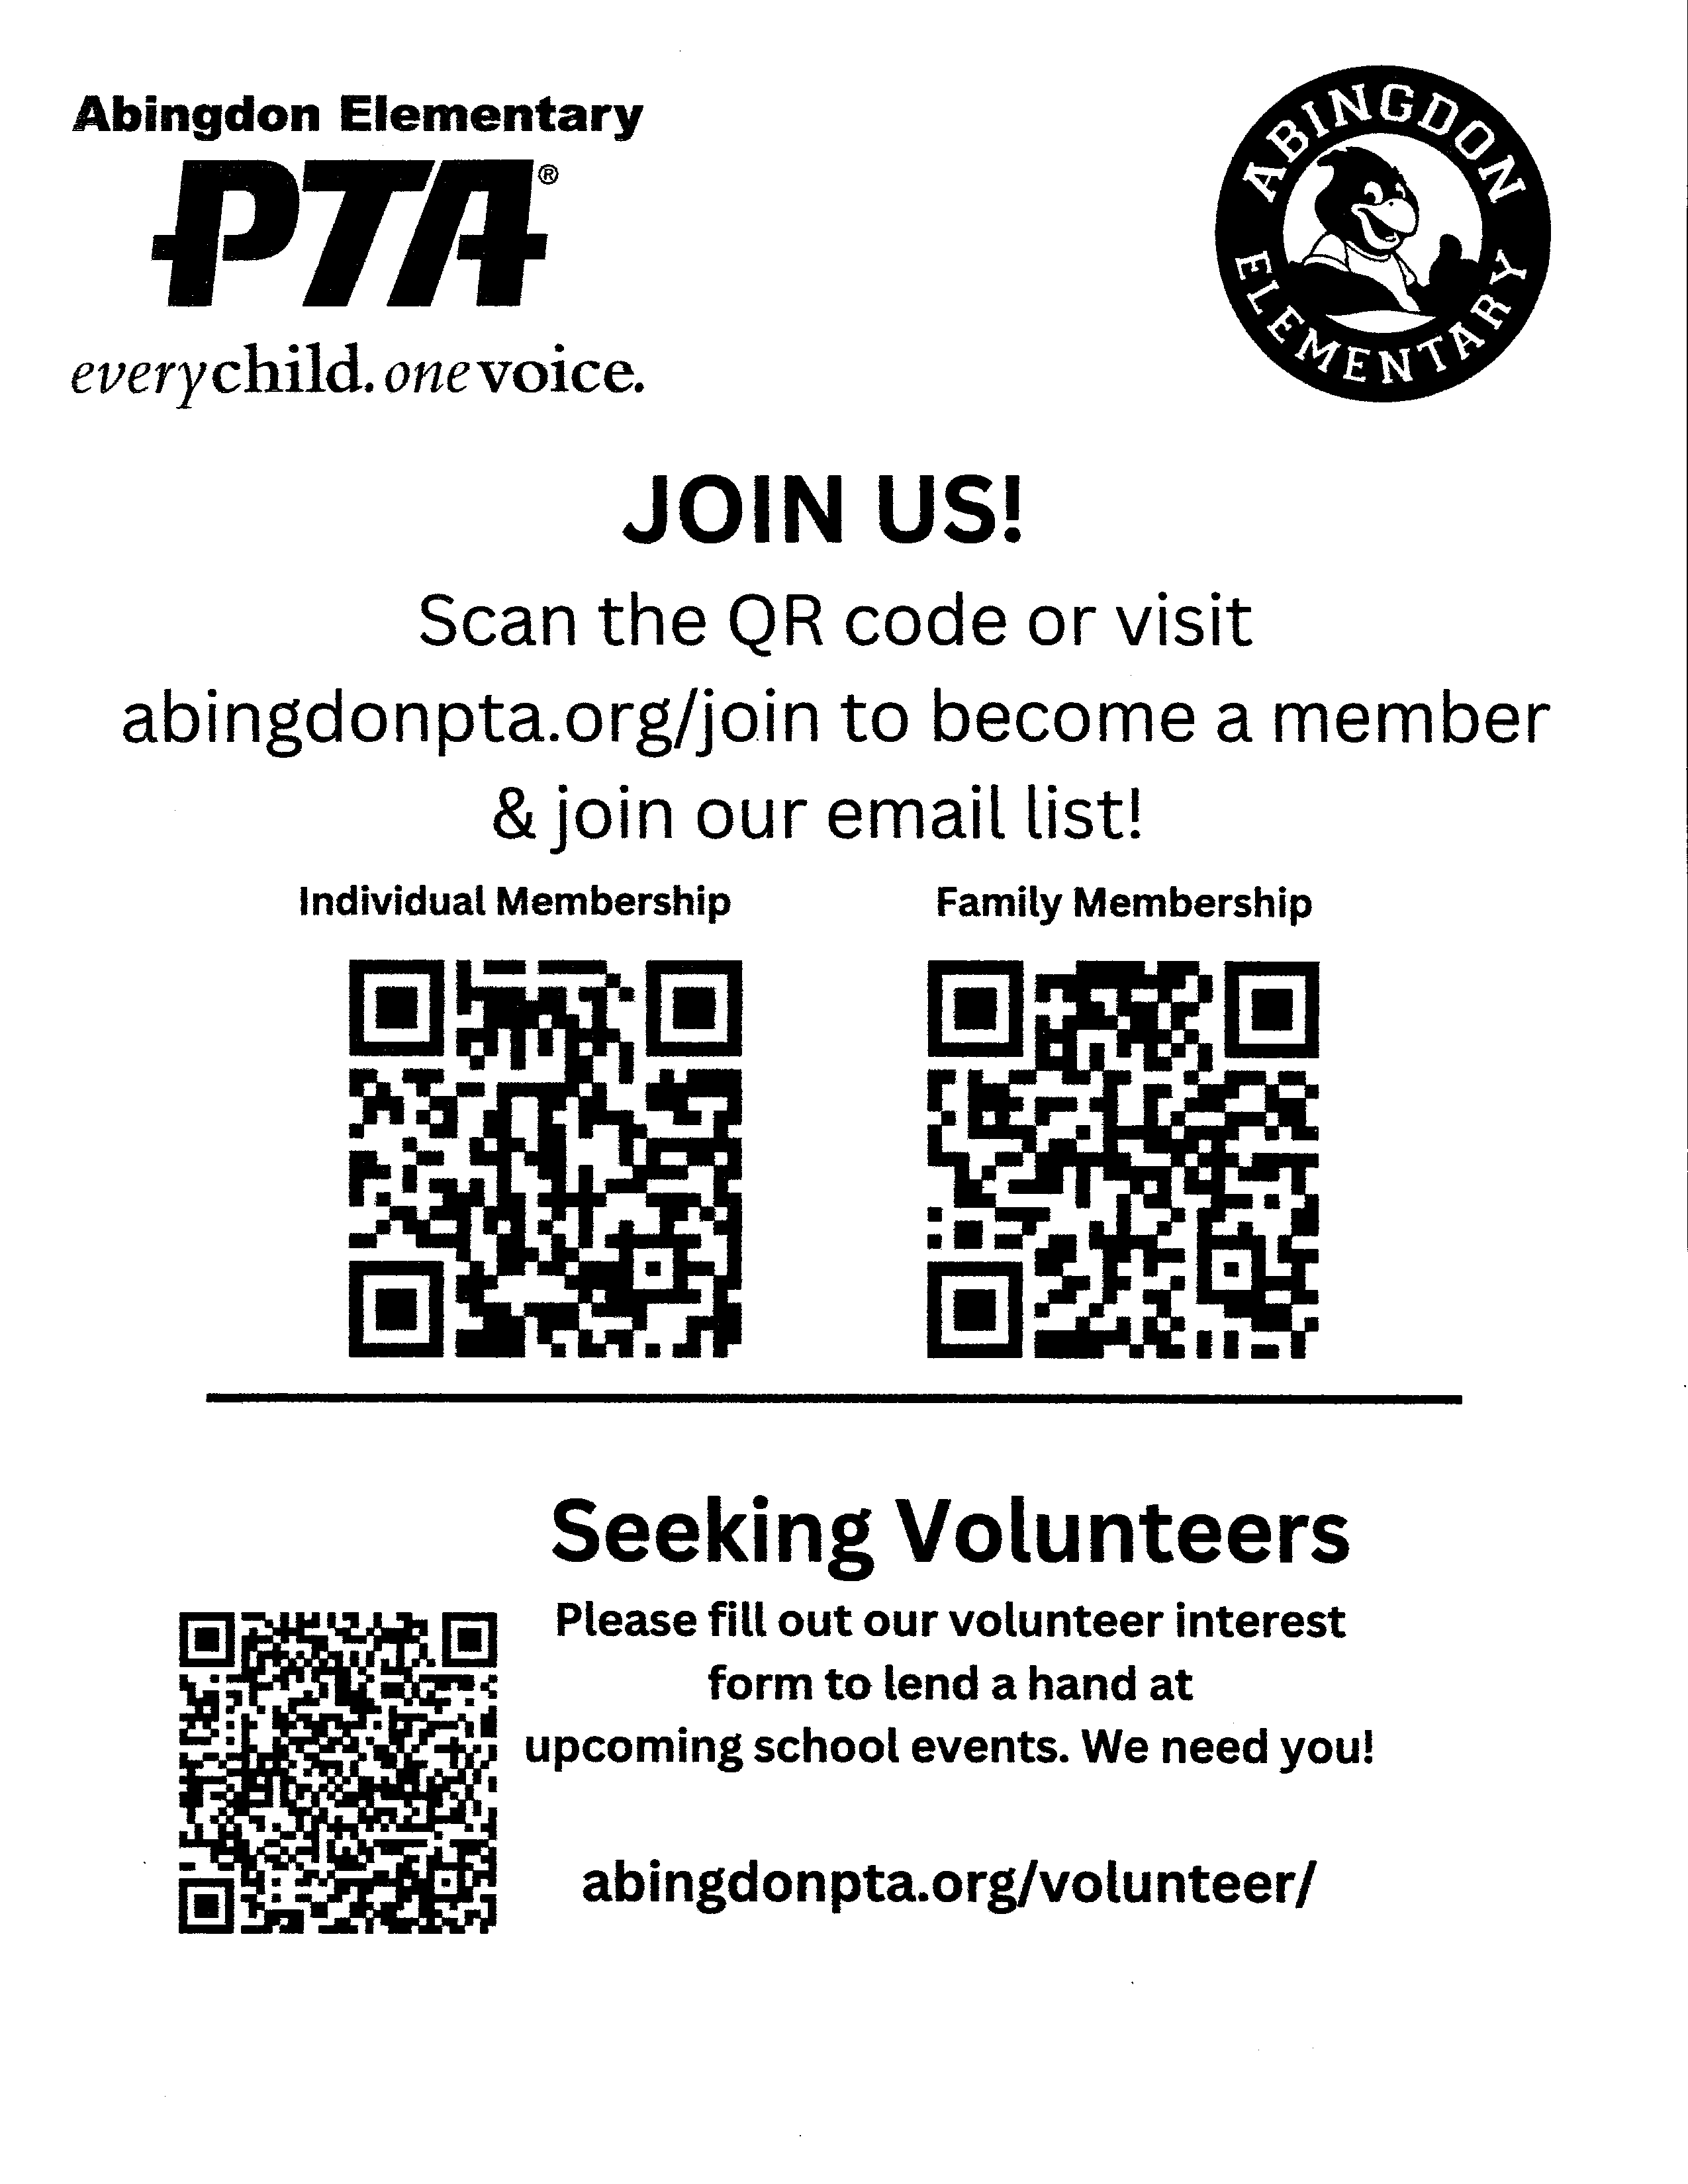 Abingdon Elementary
PTA®
everychild. onevoice.
ABINGDON
ELEMENTARY
JOIN US!
Scan the QR code or visit
abingdonpta.org/join to become a member
& join our email list!
Individual Membership
Family Membership
Seeking Volunteers
Please fill out our volunteer interest
form to lend a hand at
upcoming school events. We need you!
abingdonpta.org/volunteer/